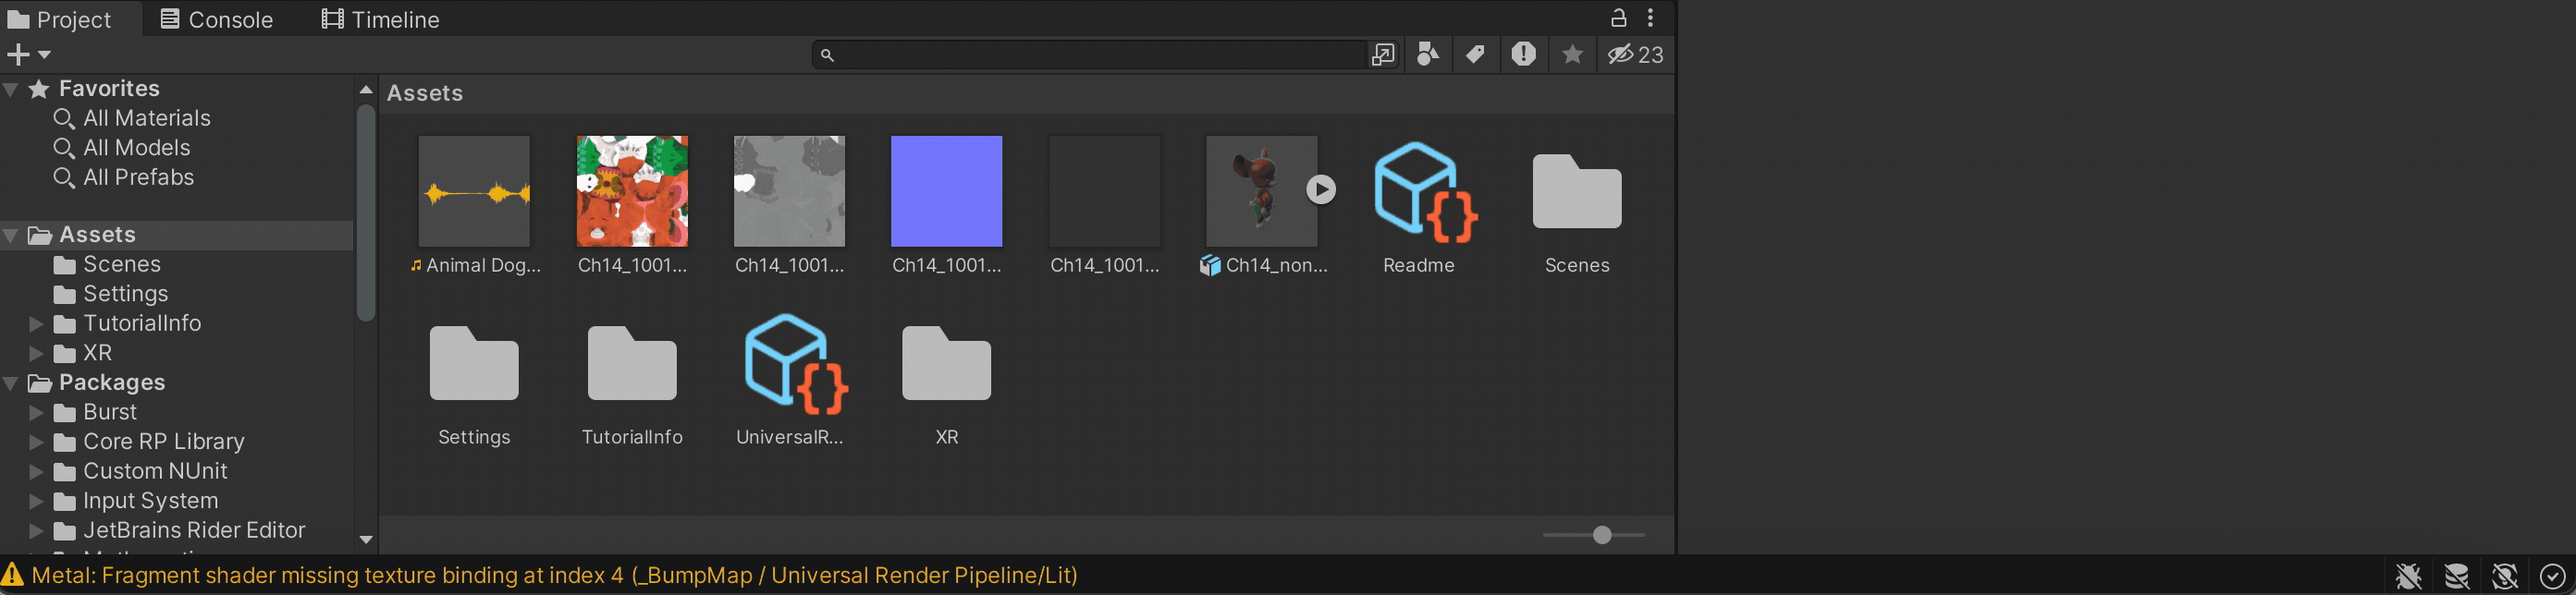 Project Console Timeline
23
Favorites
All Materials
All Models
All Prefabs
Assets
Scenes
Settings
TutorialInfo
XR
Packages
Burst
Core RP Library
Custom NUnit
Input System
JetBrains Rider Editor
Assets
Animal Dog... Ch14_1001... Ch14_1001... Ch14_1001... Ch14_1001... Ch14_non... Readme Scenes
Settings TutorialInfo UniversalR... XR
Metal: Fragment shader missing texture binding at index 4 (_BumpMap / Universal Render Pipeline/Lit)